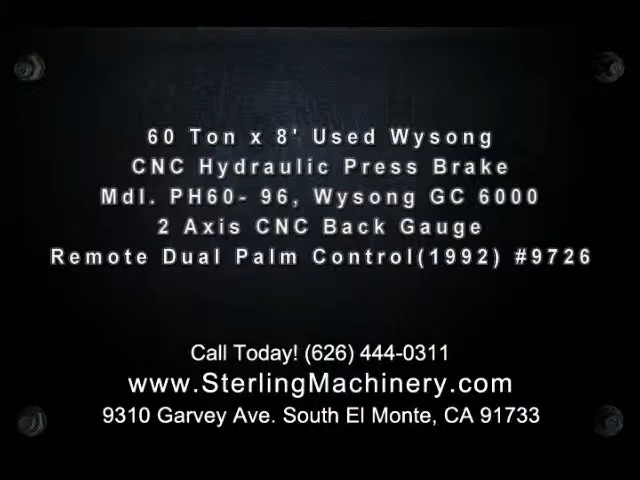 60 Ton x 8' Used Wysong
CNC Hydraulic Press Brake
Mdl. PH60- 96, Wysong GC 6000
2 Axis CNC Back Gauge
Remote Dual Palm Control(1992) #9726
Call Today! (626) 444-0311
www.SterlingMachinery.com
9310 Garvey Ave. South El Monte, CA 91733